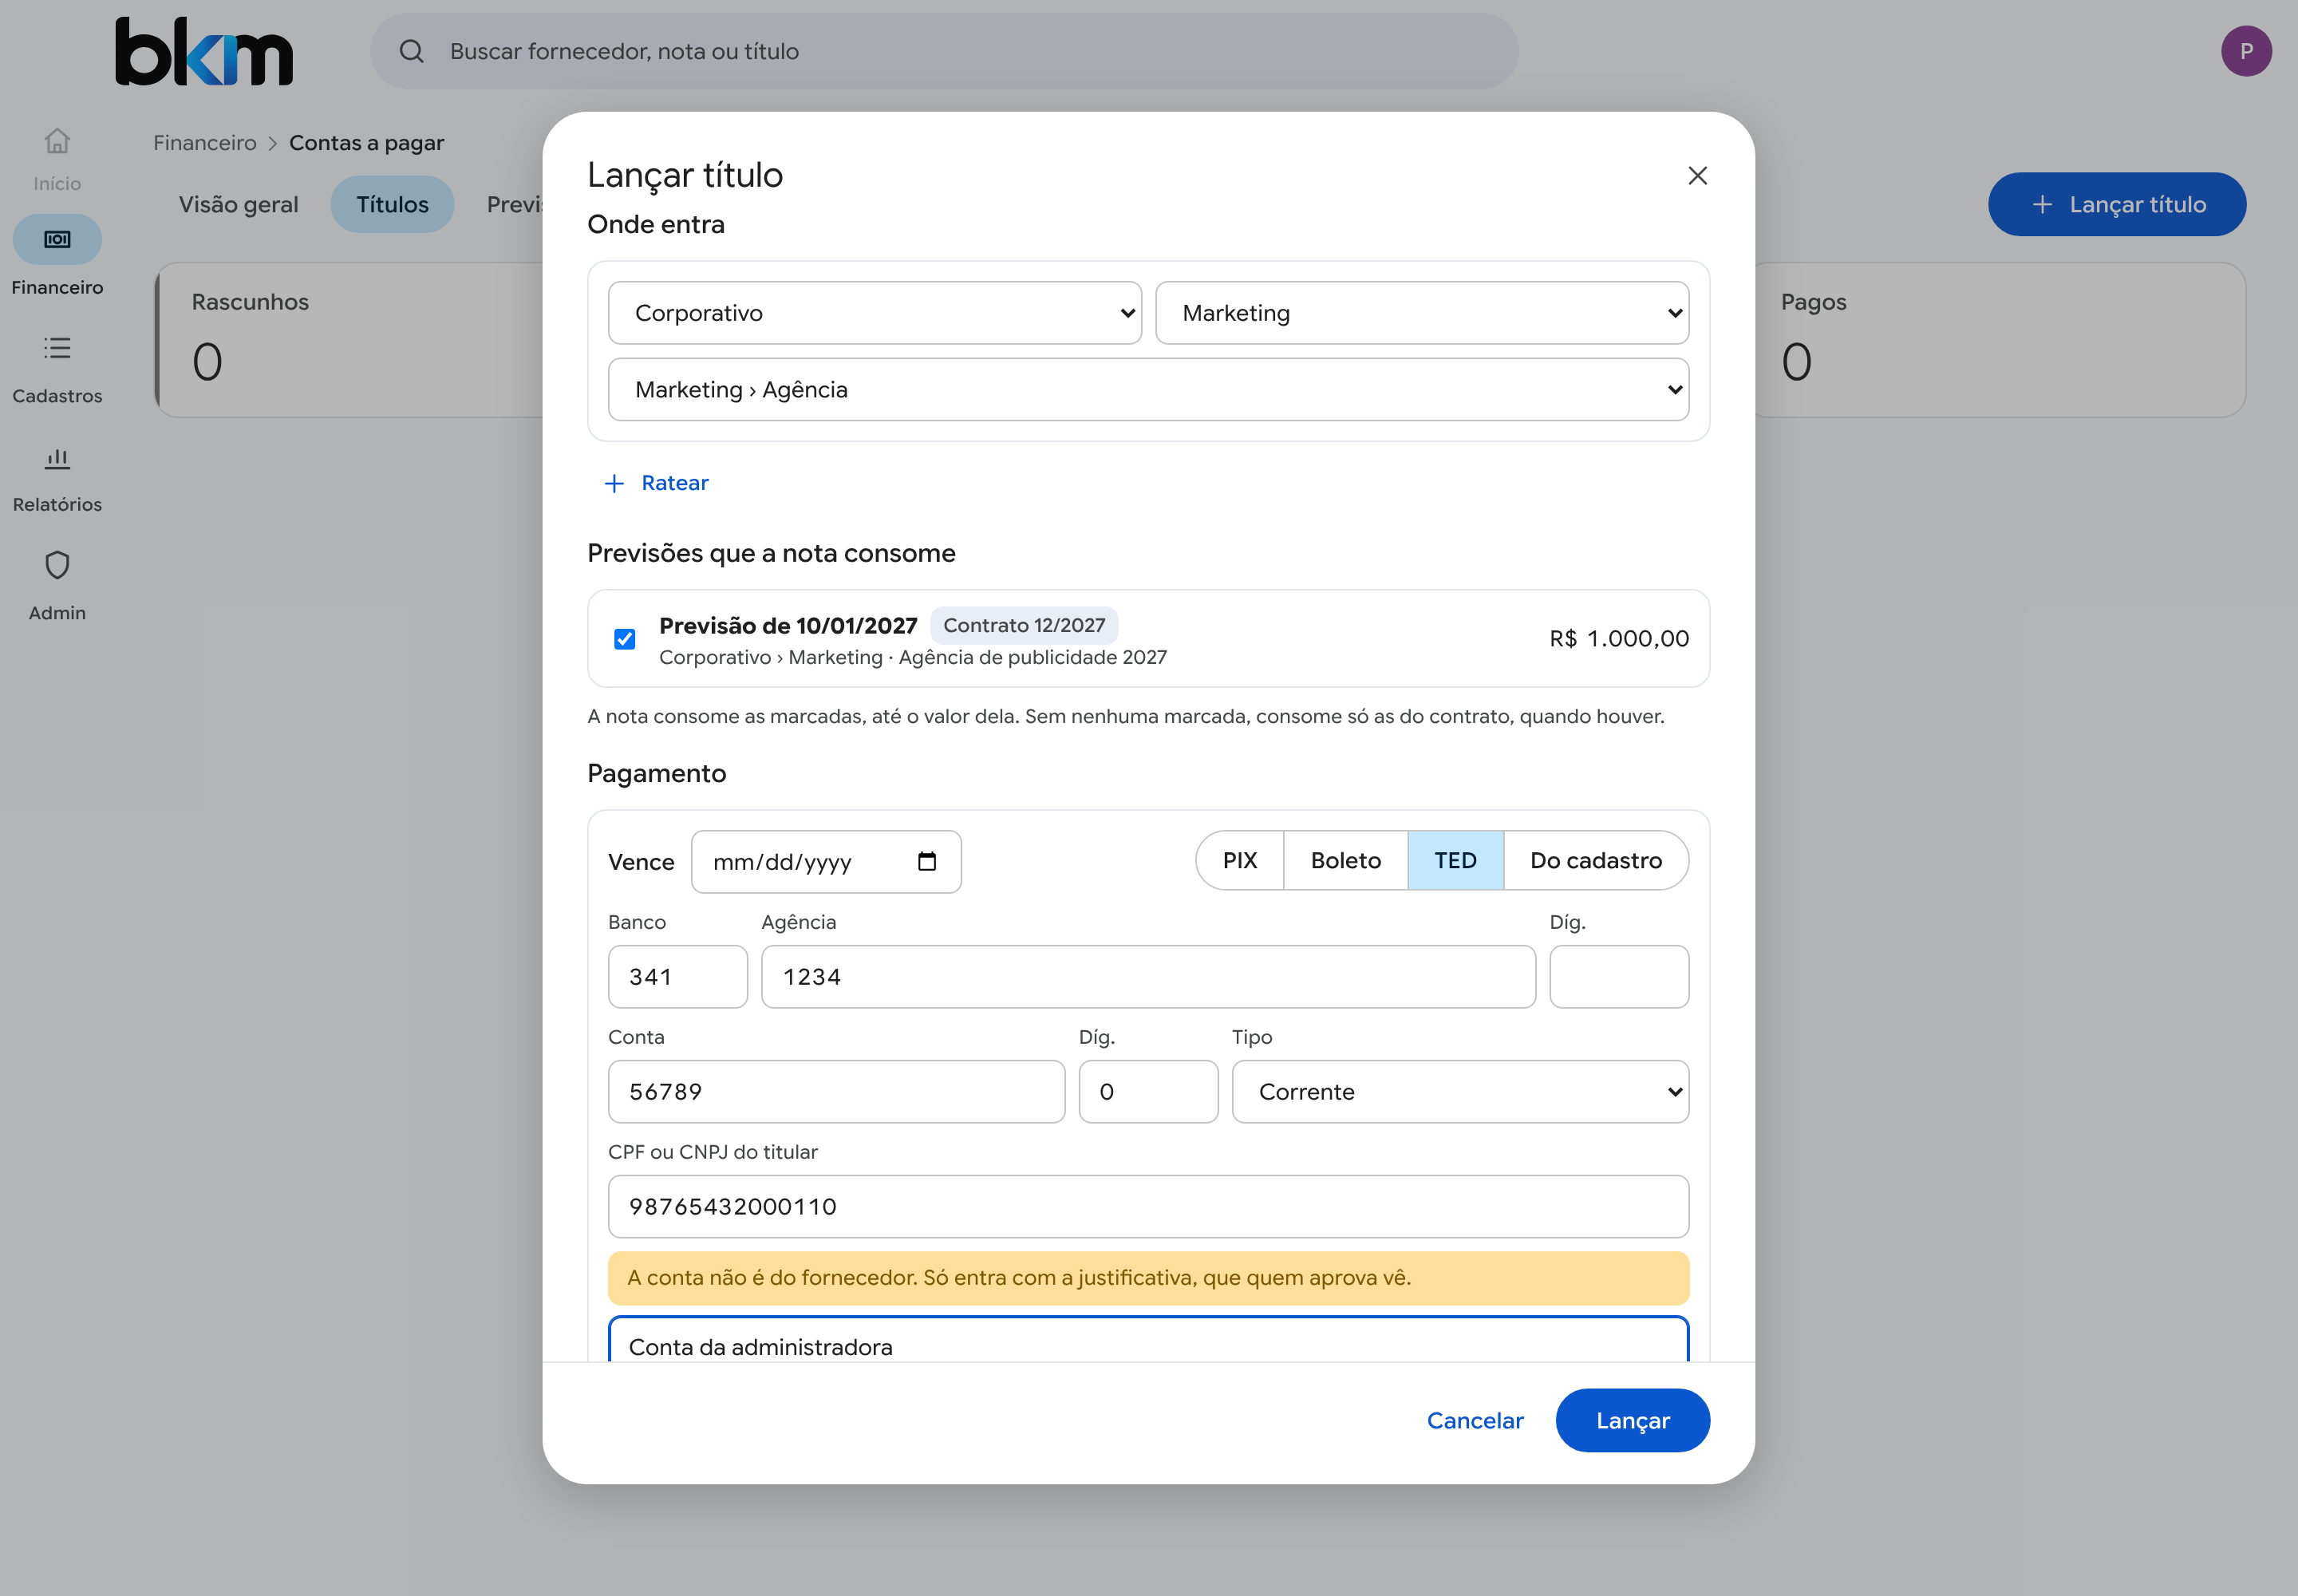 bkm
Buscar fornecedor, nota ou título
P
Início
Financeiro
Cadastros
Relatórios
Admin
Financeiro > Contas a pagar
Visão geral
Títulos
+ Lançar título
Rascunhos
0
Pagos
0
Lançar título
Onde entra
Corporativo
Marketing
Marketing › Agência
+ Ratear
Previsões que a nota consome
Previsão de 10/01/2027 Contrato 12/2027
Corporativo › Marketing · Agência de publicidade 2027
R$ 1.000,00
A nota consome as marcadas, até o valor dela. Sem nenhuma marcada, consome só as do contrato, quando houver.
Pagamento
Vence mm/dd/yyyy
PIX Boleto TED Do cadastro
Banco Agência Díg.
341 1234
Conta Díg. Tipo
56789 0 Corrente
CPF ou CNPJ do titular
98765432000110
A conta não é do fornecedor. Só entra com a justificativa, que quem aprova vê.
Conta da administradora
Cancelar Lançar